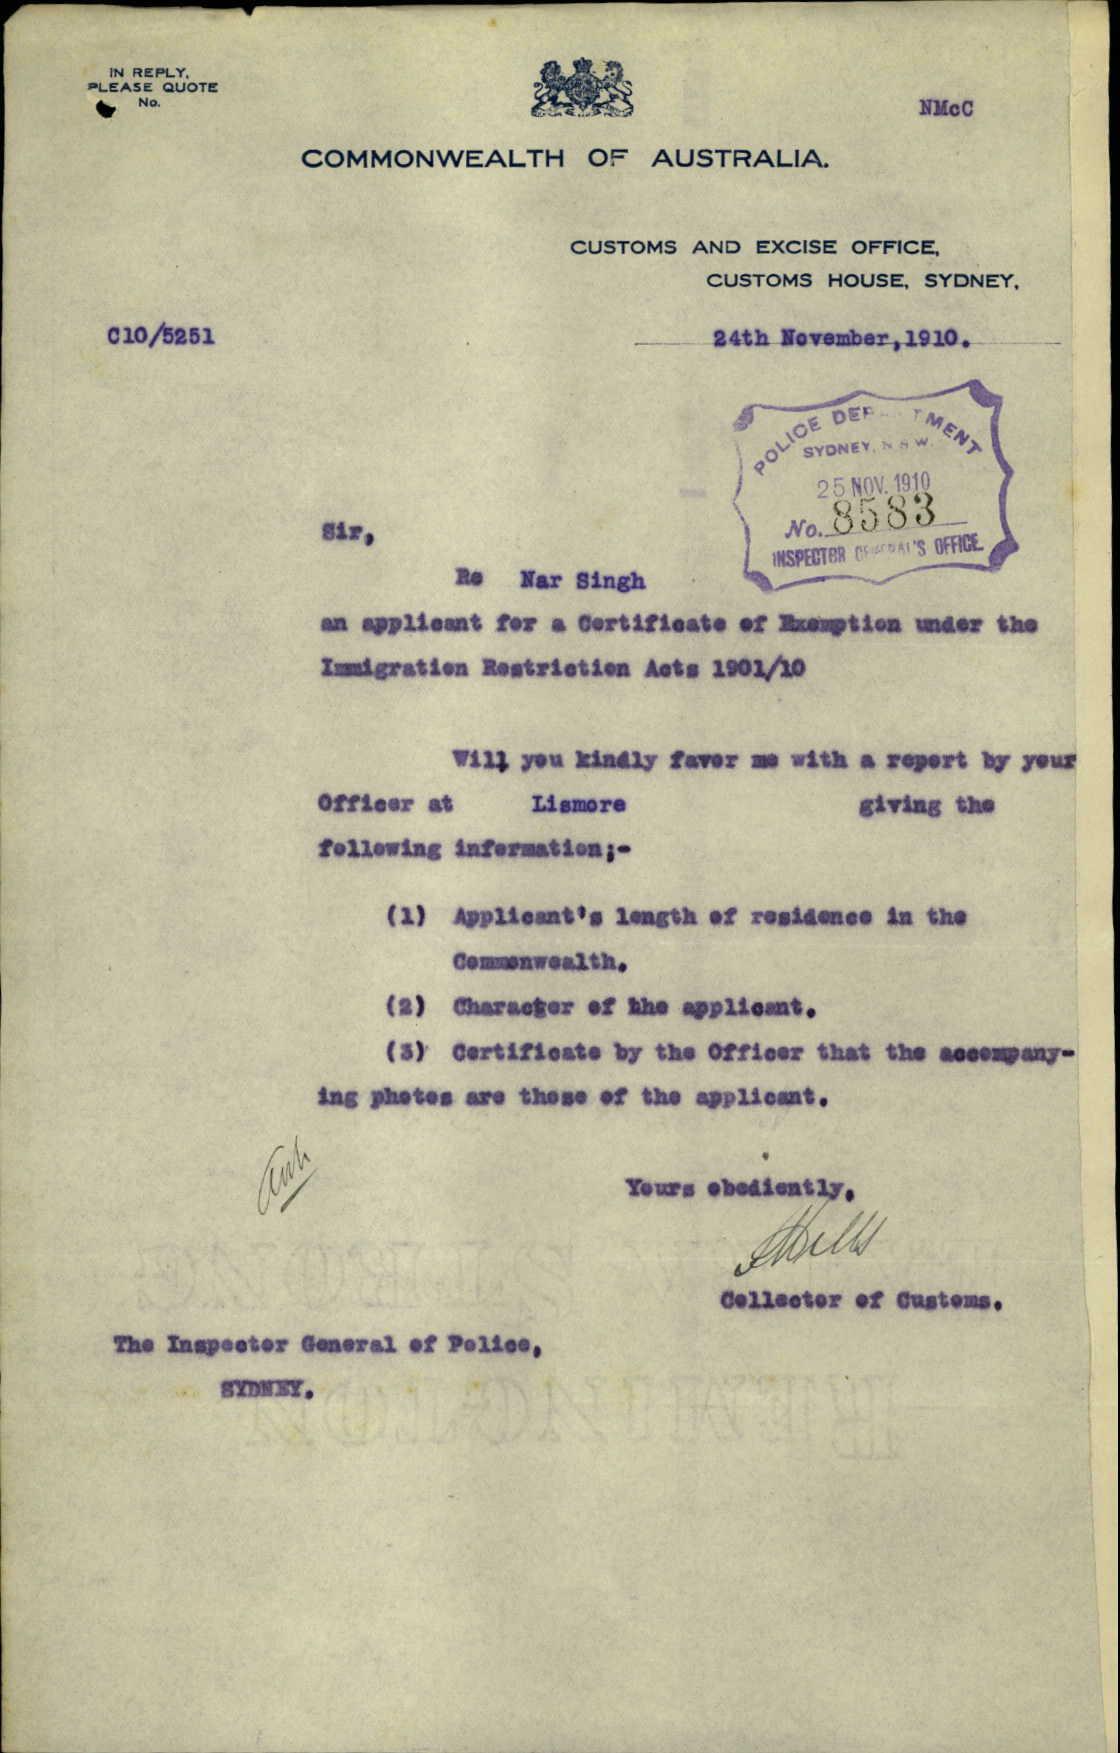 IN REPLY,
PLEASE QUOTE
No.
NMcC
COMMONWEALTH OF AUSTRALIA.
CUSTOMS AND EXCISE OFFICE,
CUSTOMS HOUSE, SYDNEY,
C10/5251
24th November,1910.
POLICE DEPARTMENT
SYDNEY, N.S.W.
25 NOV. 1910
No. 8583
INSPECTOR GENERAL'S OFFICE.
Sir,
Re Nar Singh
an applicant for a Certificate of Exemption under the
Immigration Restriction Acts 1901/10
Will you kindly favor me with a report by your
Officer at Lismore giving the
following information;-
(1) Applicant's length of residence in the
Commonwealth.
(2) Character of the applicant.
(3) Certificate by the Officer that the accompany-
ing photos are those of the applicant.
Yours obediently,
Collector of Customs.
The Inspector General of Police,
SYDNEY.